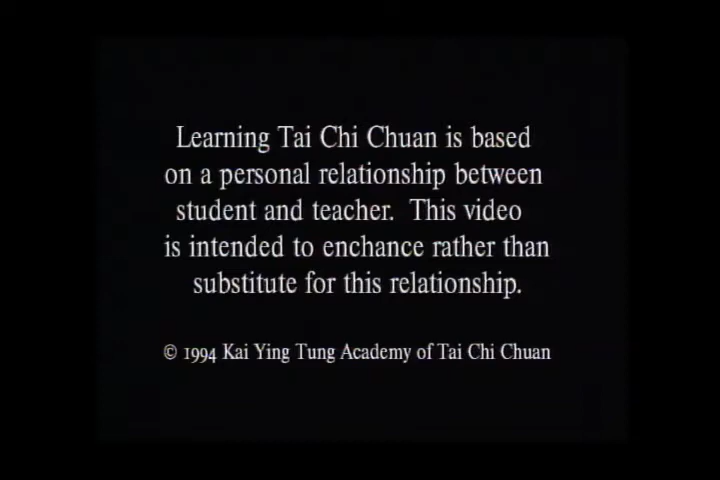 Learning Tai Chi Chuan is based
on a personal relationship between
student and teacher. This video
is intended to enchance rather than
substitute for this relationship.
© 1994 Kai Ying Tung Academy of Tai Chi Chuan